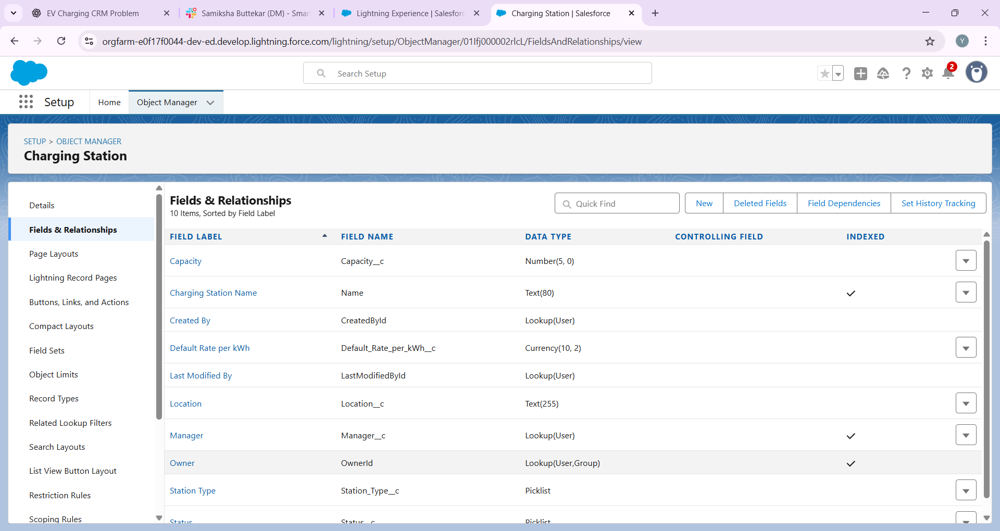 EV Charging CRM Problem
Samiksha Buttekar (DM) - Smar
Lightning Experience | Salesforc
Charging Station | Salesforce
orgfarm-e0f17f0044-dev-ed.develop.lightning.force.com/lightning/setup/ObjectManager/01Ifj000002rlcL/FieldsAndRelationships/view
Y
Search Setup
2
Setup
Home
Object Manager
SETUP > OBJECT MANAGER
Charging Station
Details
Fields & Relationships
Page Layouts
Lightning Record Pages
Buttons, Links, and Actions
Compact Layouts
Field Sets
Object Limits
Record Types
Related Lookup Filters
Search Layouts
List View Button Layout
Restriction Rules
Scoping Rules
Fields & Relationships
10 Items, Sorted by Field Label
Quick Find
New
Deleted Fields
Field Dependencies
Set History Tracking
FIELD LABEL FIELD NAME DATA TYPE CONTROLLING FIELD INDEXED
Capacity Capacity__c Number(5, 0)
Charging Station Name Name Text(80)
Created By CreatedById Lookup(User)
Default Rate per kWh Default_Rate_per_kWh__c Currency(10, 2)
Last Modified By LastModifiedById Lookup(User)
Location Location__c Text(255)
Manager Manager__c Lookup(User)
Owner OwnerId Lookup(User,Group)
Station Type Station_Type__c Picklist
Status Status__c Picklist